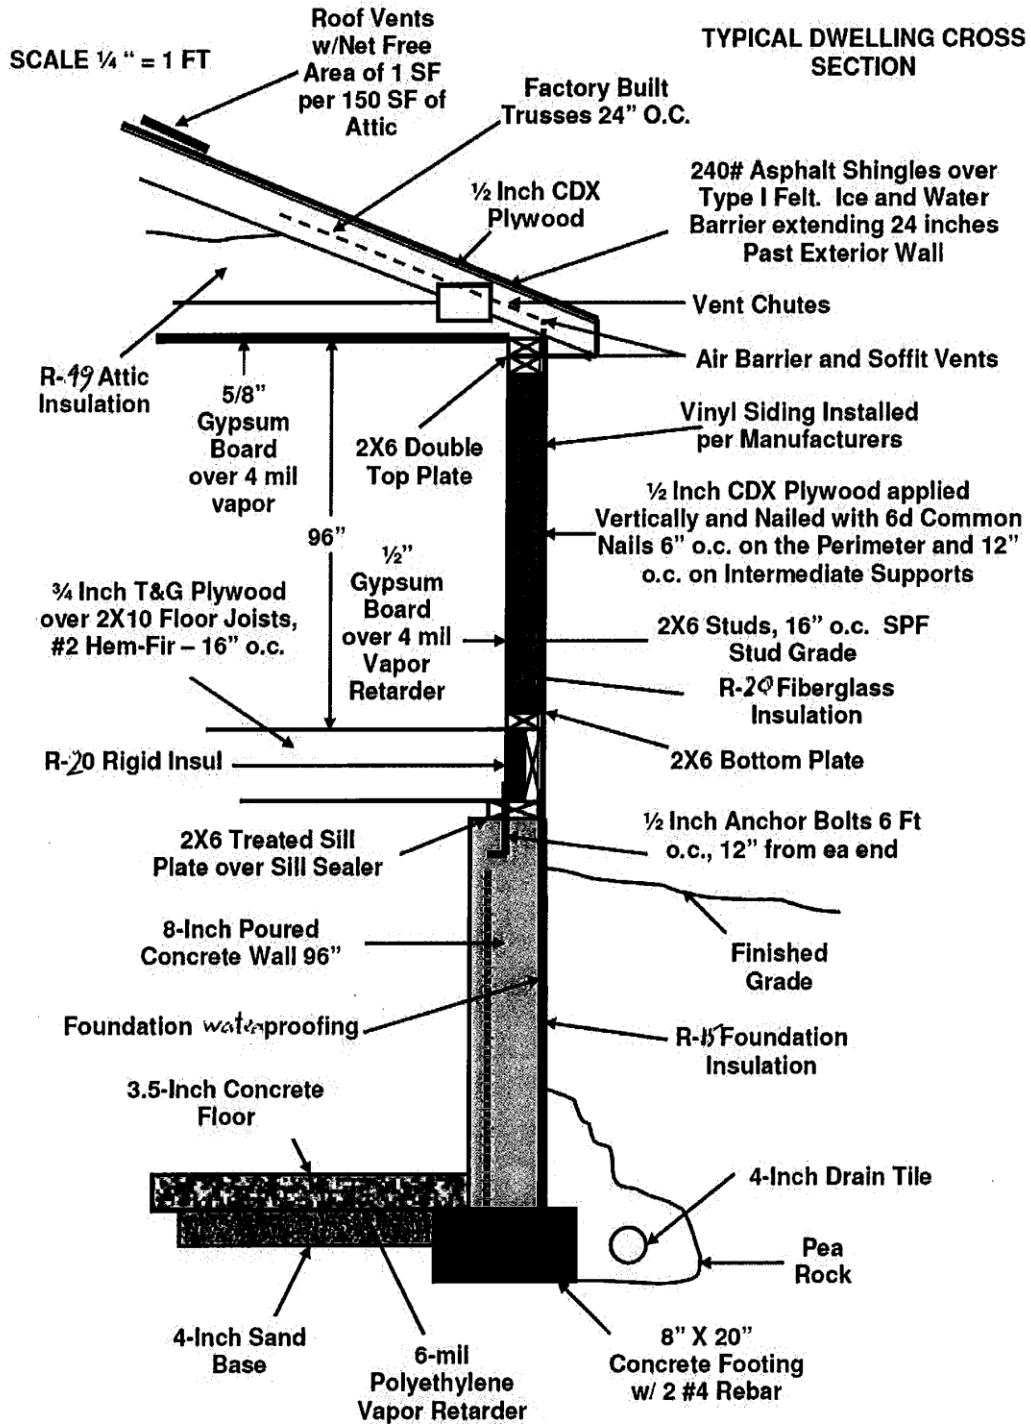 SCALE ¼ “ = 1 FT
Roof Vents
w/Net Free
Area of 1 SF
per 150 SF of
Attic
TYPICAL DWELLING CROSS
SECTION
Factory Built
Trusses 24” O.C.
½ Inch CDX
Plywood
240# Asphalt Shingles over
Type I Felt. Ice and Water
Barrier extending 24 inches
Past Exterior Wall
Vent Chutes
Air Barrier and Soffit Vents
R-49 Attic
Insulation
5/8”
Gypsum
Board
over 4 mil
vapor
2X6 Double
Top Plate
Vinyl Siding Installed
per Manufacturers
½ Inch CDX Plywood applied
Vertically and Nailed with 6d Common
Nails 6” o.c. on the Perimeter and 12”
o.c. on Intermediate Supports
96”
½”
Gypsum
Board
over 4 mil
Vapor
Retarder
¾ Inch T&G Plywood
over 2X10 Floor Joists,
#2 Hem-Fir – 16” o.c.
2X6 Studs, 16” o.c. SPF
Stud Grade
R-20 Fiberglass
Insulation
R-20 Rigid Insul
2X6 Bottom Plate
2X6 Treated Sill
Plate over Sill Sealer
½ Inch Anchor Bolts 6 Ft
o.c., 12” from ea end
8-Inch Poured
Concrete Wall 96”
Finished
Grade
Foundation waterproofing
R-15 Foundation
Insulation
3.5-Inch Concrete
Floor
4-Inch Drain Tile
Pea
Rock
4-Inch Sand
Base
6-mil
Polyethylene
Vapor Retarder
8” X 20”
Concrete Footing
w/ 2 #4 Rebar